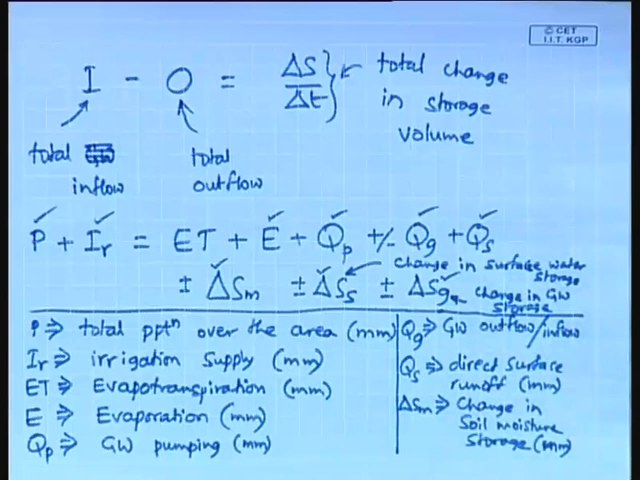 © CET
I.I.T. KGP
I - O = ΔS/Δt } ← total change in storage volume
total inflow
total outflow
P + Ir = ET + E + Qp +/- Qg + Qs
± ΔSm ± ΔSs ± ΔSg
change in surface water storage
change in GW storage
P ⇒ total pptn over the area (mm)
Ir ⇒ irrigation supply (mm)
ET ⇒ Evapotranspiration (mm)
E ⇒ Evaporation (mm)
Qp ⇒ GW pumping (mm)
Qg ⇒ GW outflow/inflow
Qs ⇒ direct surface
runoff (mm)
ΔSm ⇒ Change in
Soil moisture
Storage (mm)